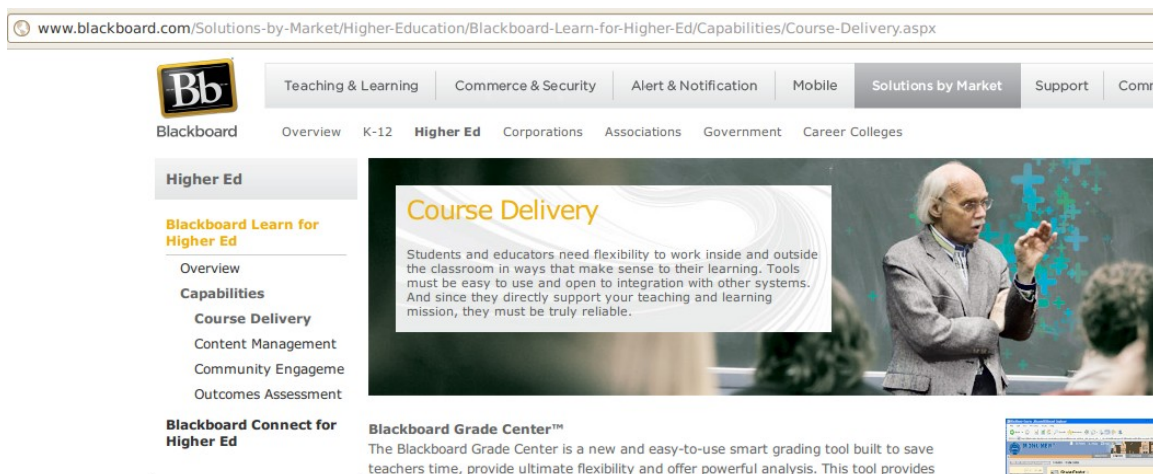 www.blackboard.com/Solutions-by-Market/Higher-Education/Blackboard-Learn-for-Higher-Ed/Capabilities/Course-Delivery.aspx
Bb
Blackboard
Teaching & Learning Commerce & Security Alert & Notification Mobile Solutions by Market Support Comm
Overview K-12 Higher Ed Corporations Associations Government Career Colleges
Higher Ed
Blackboard Learn for
Higher Ed
Overview
Capabilities
Course Delivery
Content Management
Community Engageme
Outcomes Assessment
Blackboard Connect for
Higher Ed
Course Delivery
Students and educators need flexibility to work inside and outside
the classroom in ways that make sense to their learning. Tools
must be easy to use and open to integration with other systems.
And since they directly support your teaching and learning
mission, they must be truly reliable.
Blackboard Grade Center™
The Blackboard Grade Center is a new and easy-to-use smart grading tool built to save
teachers time, provide ultimate flexibility and offer powerful analysis. This tool provides